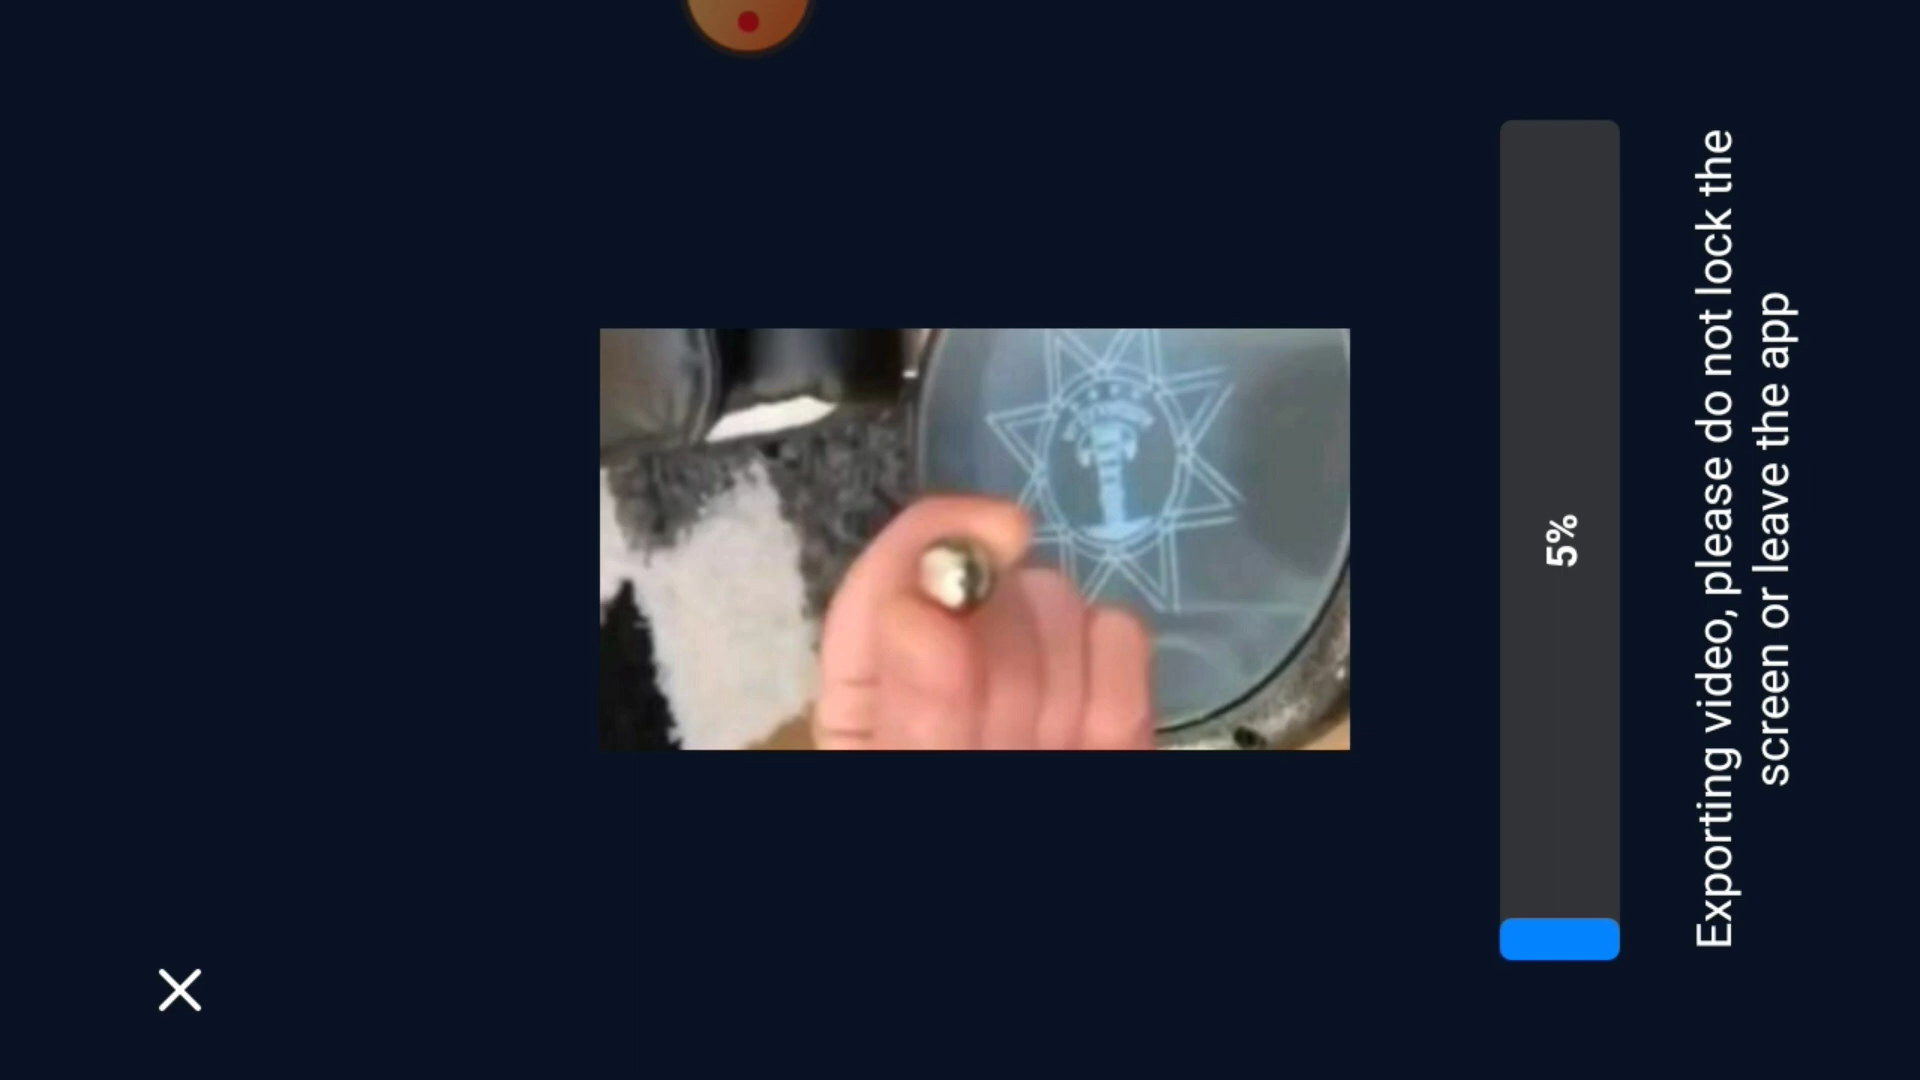 Exporting video, please do not lock the
screen or leave the app
5%